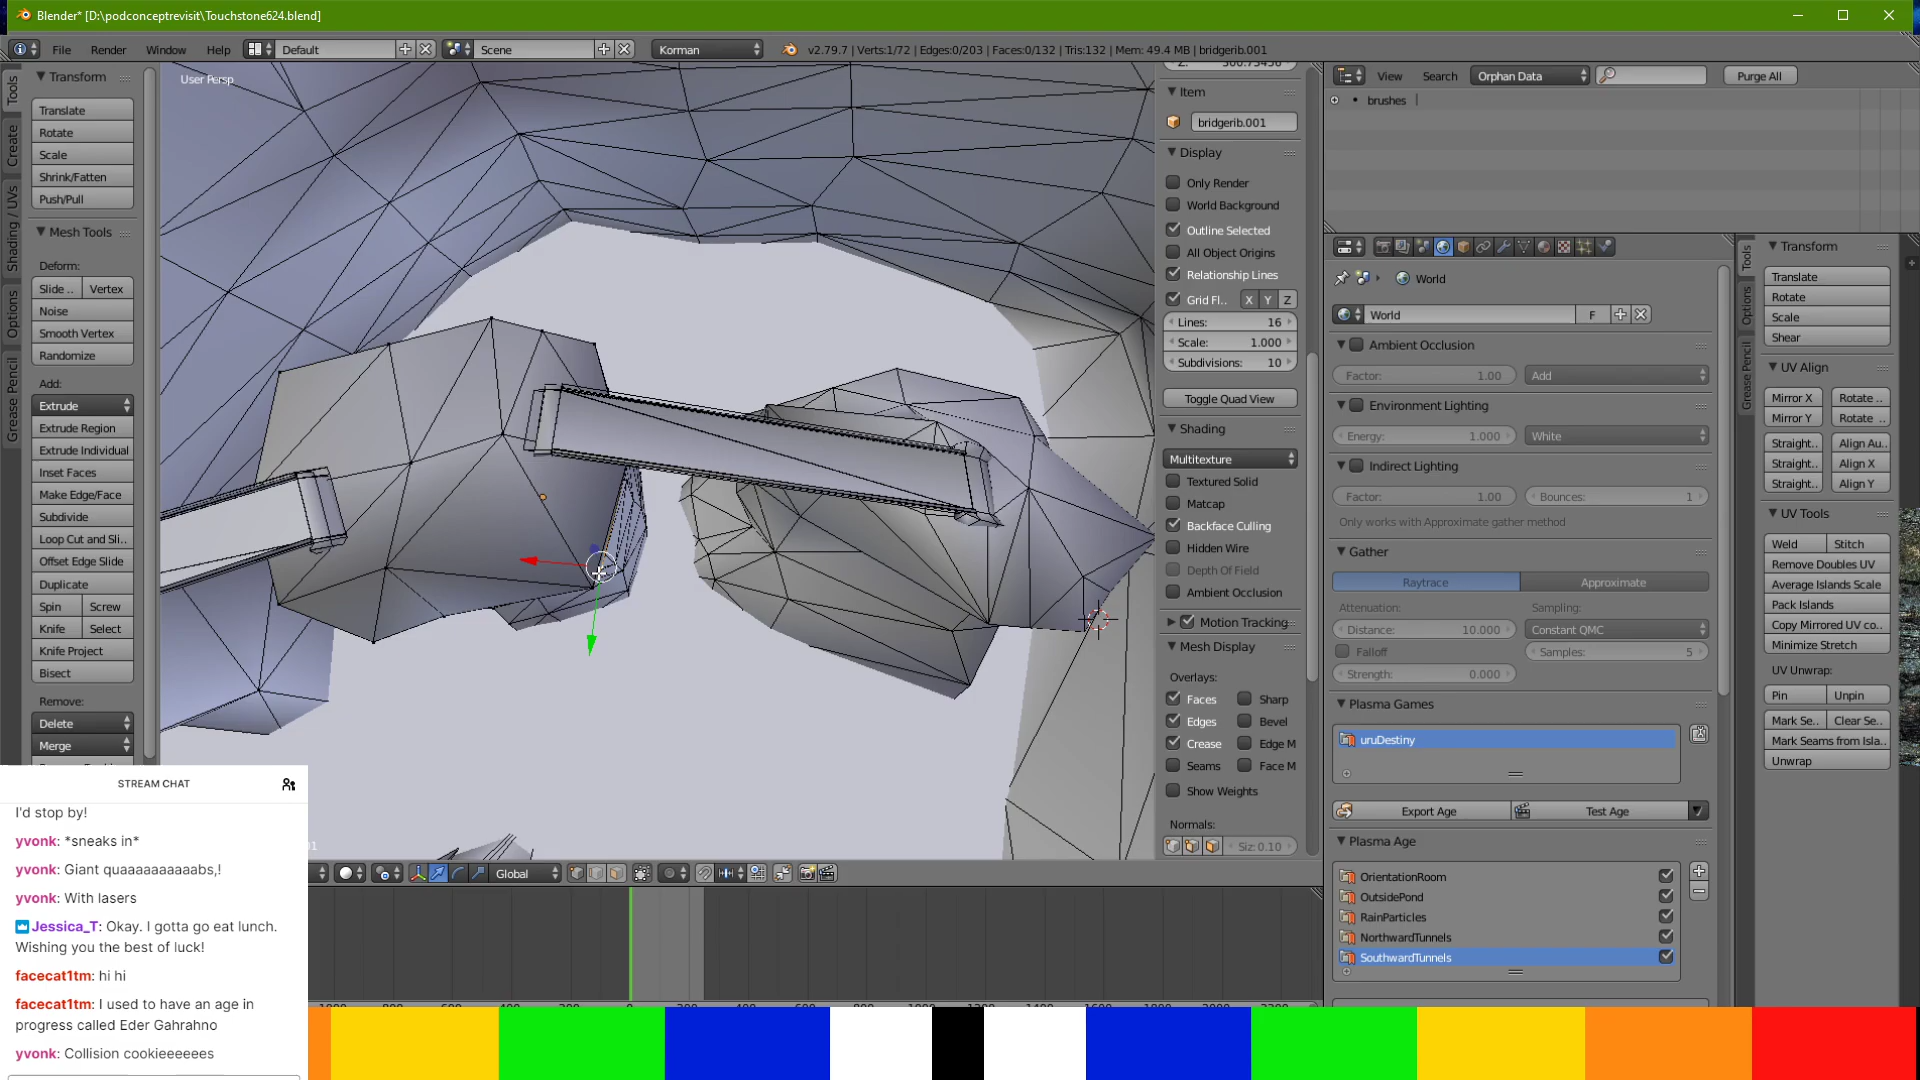 Blender* [D:\podconceptrevisit\Touchstone624.blend]
File Render Window Help Default Scene Korman v2.79.7 | Verts:1/72 | Edges:0/203 | Faces:0/132 | Tris:132 | Mem: 49.4 MB | bridgerib.001
Tools
Create
Shading / UVs
Options
Grease Pencil
Transform
Translate
Rotate
Scale
Shrink/Fatten
Push/Pull
Mesh Tools
Deform:
Slide .. Vertex
Noise
Smooth Vertex
Randomize
Add:
Extrude
Extrude Region
Extrude Individual
Inset Faces
Make Edge/Face
Subdivide
Loop Cut and Sli..
Offset Edge Slide
Duplicate
Spin Screw
Knife Select
Knife Project
Bisect
Remove:
Delete
Merge
User Persp
Item
bridgerib.001
Display
Only Render
World Background
Outline Selected
All Object Origins
Relationship Lines
Grid Fl.. X Y Z
Lines: 16
Scale: 1.000
Subdivisions: 10
Toggle Quad View
Shading
Multitexture
Textured Solid
Matcap
Backface Culling
Hidden Wire
Depth Of Field
Ambient Occlusion
Motion Tracking
Mesh Display
Overlays:
Faces Sharp
Edges Bevel
Crease Edge M
Seams Face M
Show Weights
Normals:
Siz: 0.10
Global
View Search Orphan Data Purge All
brushes
World
World F
Ambient Occlusion
Factor: 1.00 Add
Environment Lighting
Energy: 1.000 White
Indirect Lighting
Factor: 1.00 Bounces: 1
Only works with Approximate gather method
Gather
Raytrace Approximate
Attenuation: Sampling:
Distance: 10.000 Constant QMC
Falloff Samples: 5
Strength: 0.000
Plasma Games
uruDestiny
Export Age Test Age
Plasma Age
OrientationRoom
OutsidePond
RainParticles
NorthwardTunnels
SouthwardTunnels
Tools
Options
Grease Pencil
Transform
Translate
Rotate
Scale
Shear
UV Align
Mirror X Rotate ..
Mirror Y Rotate ..
Straight.. Align Au..
Straight.. Align X
Straight.. Align Y
UV Tools
Weld Stitch
Remove Doubles UV
Average Islands Scale
Pack Islands
Copy Mirrored UV co..
Minimize Stretch
UV Unwrap:
Pin Unpin
Mark Se.. Clear Se..
Mark Seams from Isla..
Unwrap
STREAM CHAT
I'd stop by!
yvonk: *sneaks in*
yvonk: Giant quaaaaaaaaaabs,!
yvonk: With lasers
Jessica_T: Okay. I gotta go eat lunch.
Wishing you the best of luck!
facecat1tm: hi hi
facecat1tm: I used to have an age in
progress called Eder Gahrahno
yvonk: Collision cookieeeeees